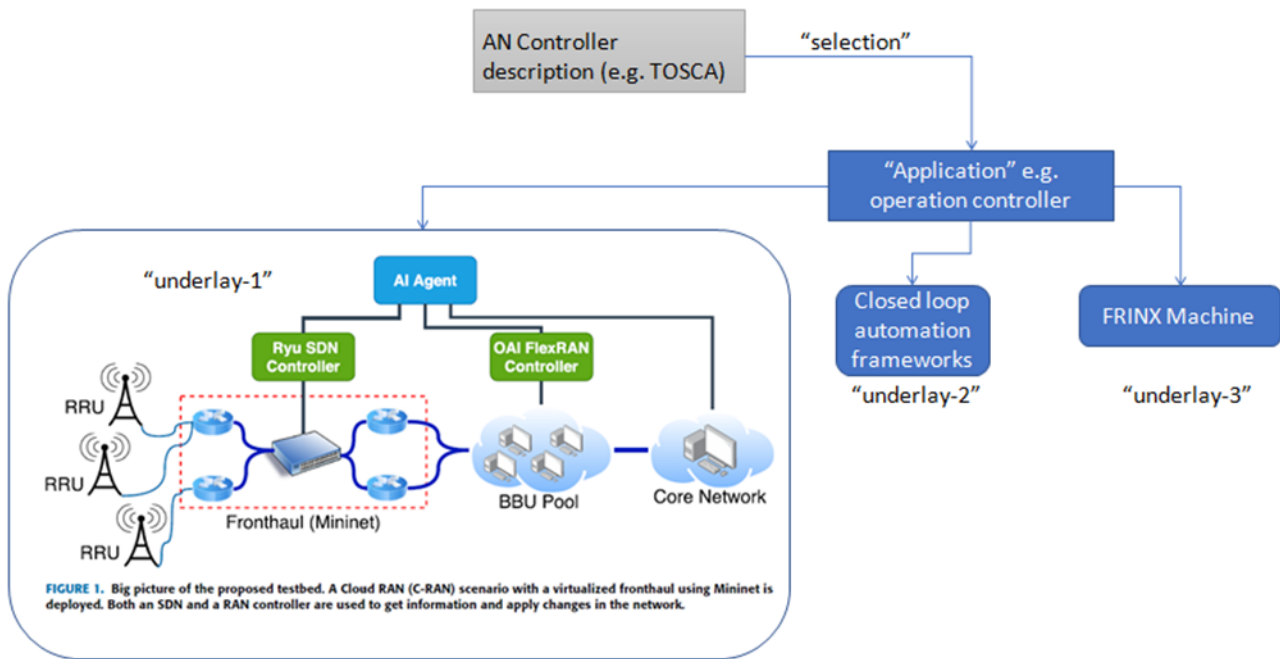 AN Controller
description (e.g. TOSCA)
“selection”
“Application” e.g.
operation controller
“underlay-1”
AI Agent
Ryu SDN
Controller
OAI FlexRAN
Controller
RRU
RRU
RRU
Fronthaul (Mininet)
BBU Pool
Core Network
FIGURE 1. Big picture of the proposed testbed. A Cloud RAN (C-RAN) scenario with a virtualized fronthaul using Mininet is
deployed. Both an SDN and a RAN controller are used to get information and apply changes in the network.
Closed loop
automation
frameworks
“underlay-2”
FRINX Machine
“underlay-3”